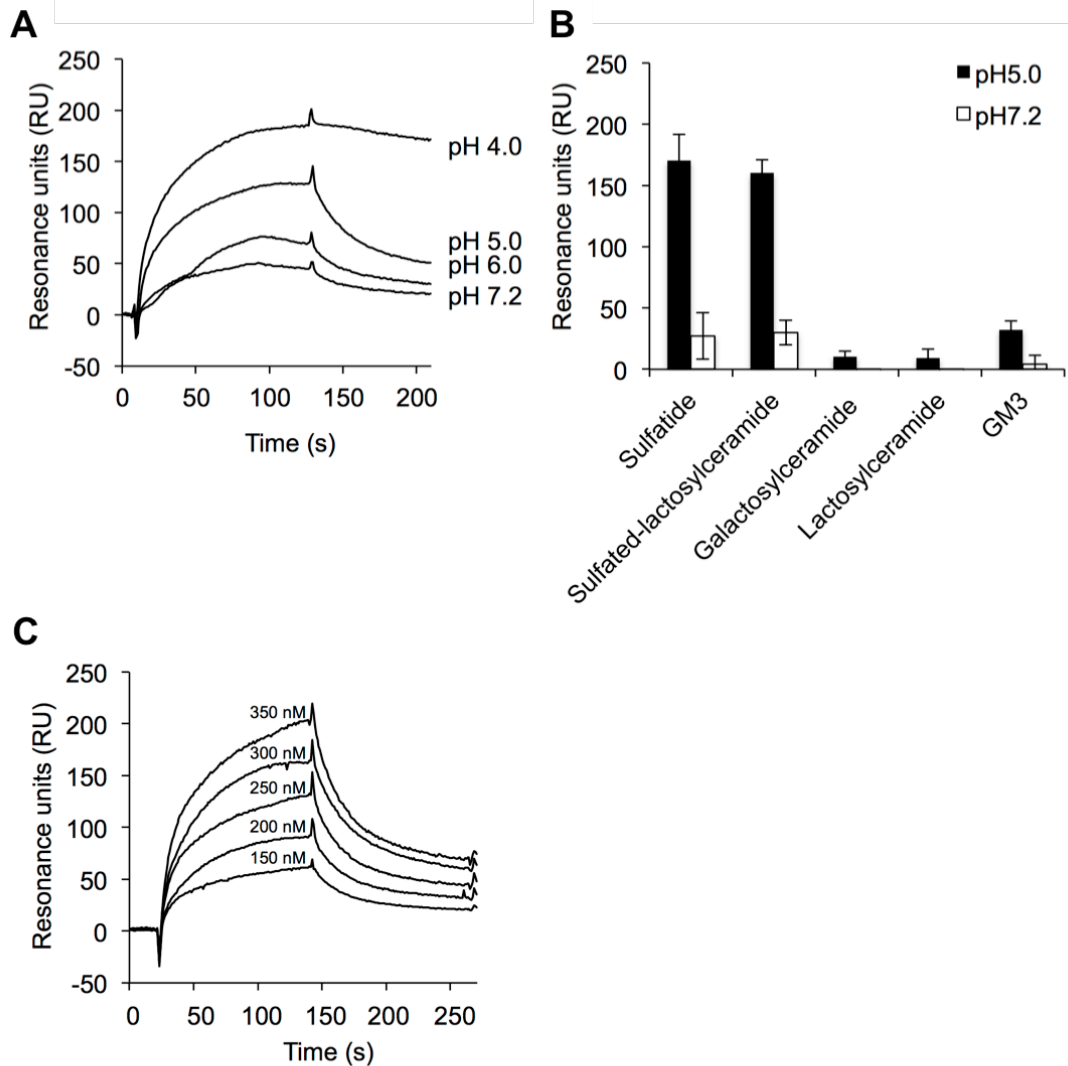 A
250
200
150
100
50
0
-50
Resonance units (RU)
0 50 100 150 200
Time (s)
pH 4.0
pH 5.0
pH 6.0
pH 7.2
B
250
200
150
100
50
0
Resonance units (RU)
pH5.0
pH7.2
Sulfatide
Sulfated-lactosylceramide
Galactosylceramide
Lactosylceramide
GM3
C
250
200
150
100
50
0
-50
Resonance units (RU)
350 nM
300 nM
250 nM
200 nM
150 nM
0 50 100 150 200 250
Time (s)